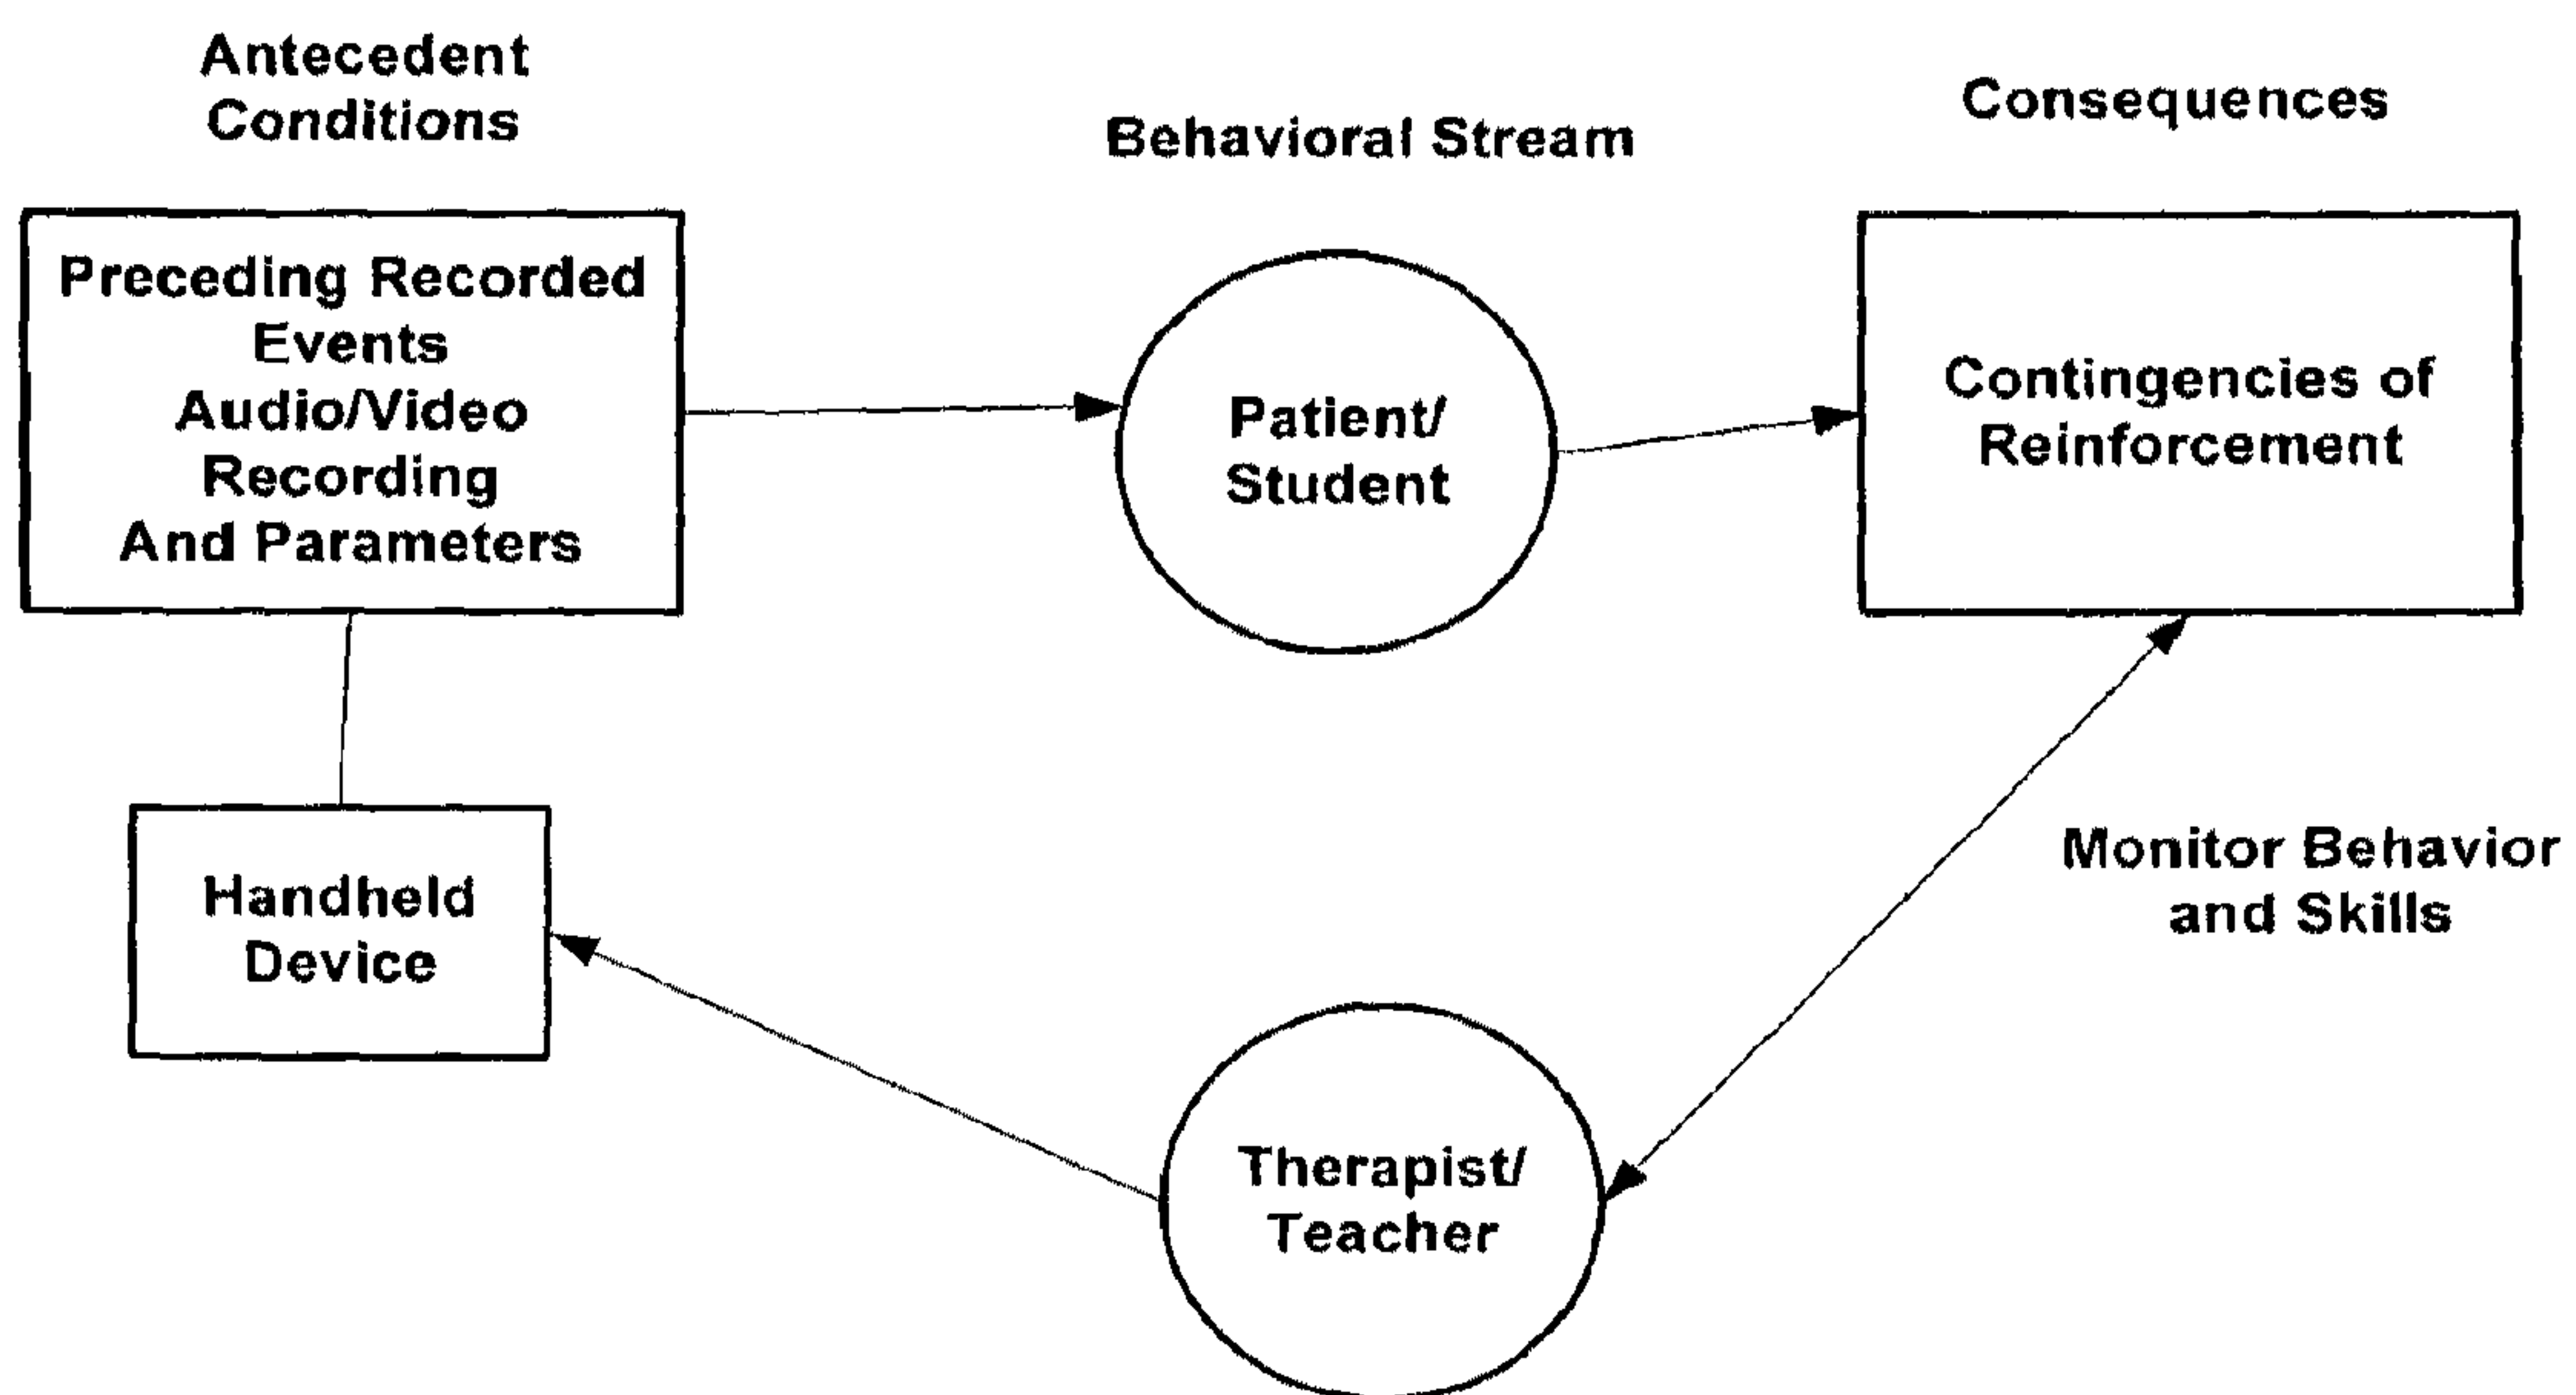 Antecedent
Conditions
Behavioral Stream
Consequences
Preceding Recorded
Events
Audio/Video
Recording
And Parameters
Patient/
Student
Contingencies of
Reinforcement
Handheld
Device
Monitor Behavior
and Skills
Therapist/
Teacher